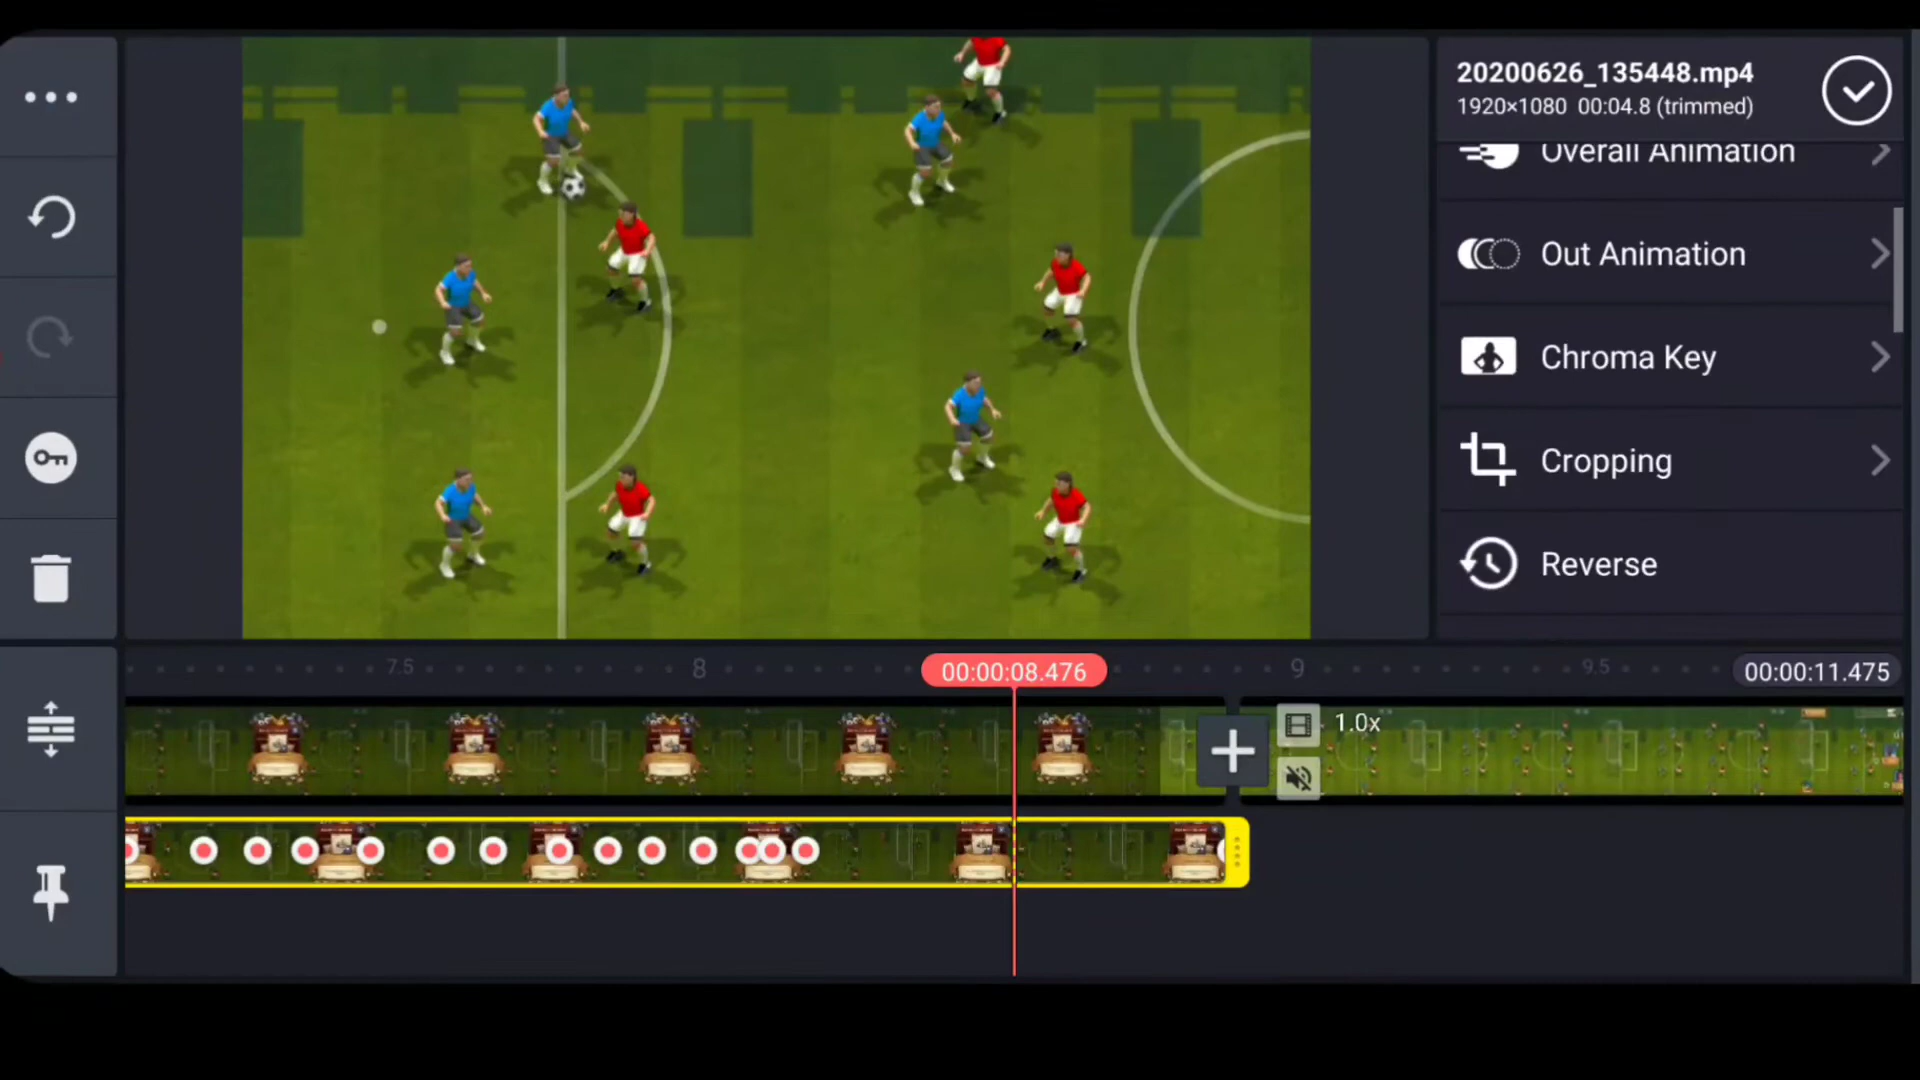 20200626_135448.mp4
1920×1080 00:04.8 (trimmed)
Overall Animation
Out Animation
Chroma Key
Cropping
Reverse
7.5
8
00:00:08.476
9
9.5
00:00:11.475
1.0x